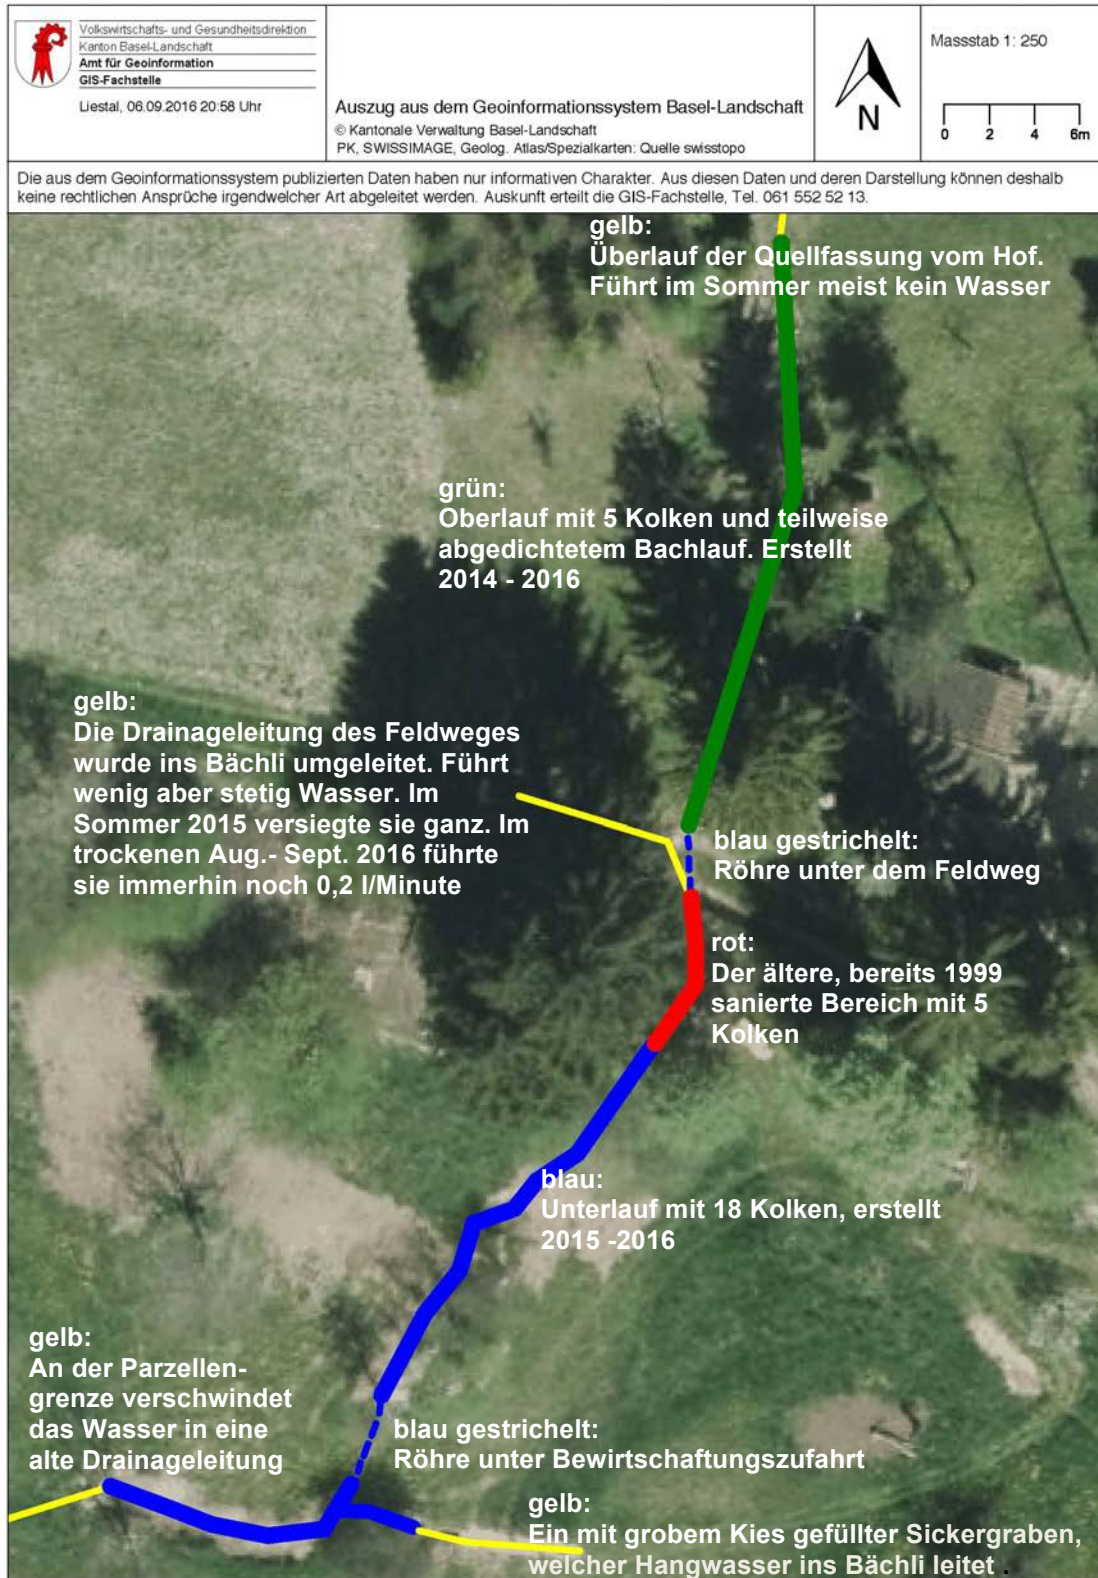 Volkswirtschafts- und Gesundheitsdirektion
Kanton Basel-Landschaft
Amt für Geoinformation
GIS-Fachstelle
Liestal, 06.09.2016 20:58 Uhr
Auszug aus dem Geoinformationssystem Basel-Landschaft
© Kantonale Verwaltung Basel-Landschaft
PK, SWISSIMAGE, Geolog. Atlas/Spezialkarten: Quelle swisstopo
N
Massstab 1: 250
0 2 4 6m
Die aus dem Geoinformationssystem publizierten Daten haben nur informativen Charakter. Aus diesen Daten und deren Darstellung können deshalb
keine rechtlichen Ansprüche irgendwelcher Art abgeleitet werden. Auskunft erteilt die GIS-Fachstelle, Tel. 061 552 52 13.
gelb:
Überlauf der Quellfassung vom Hof.
Führt im Sommer meist kein Wasser
grün:
Oberlauf mit 5 Kolken und teilweise
abgedichtetem Bachlauf. Erstellt
2014 - 2016
gelb:
Die Drainageleitung des Feldweges
wurde ins Bächli umgeleitet. Führt
wenig aber stetig Wasser. Im
Sommer 2015 versiegte sie ganz. Im
trockenen Aug.- Sept. 2016 führte
sie immerhin noch 0,2 l/Minute
blau gestrichelt:
Röhre unter dem Feldweg
rot:
Der ältere, bereits 1999
sanierte Bereich mit 5
Kolken
blau:
Unterlauf mit 18 Kolken, erstellt
2015 -2016
gelb:
An der Parzellen-
grenze verschwindet
das Wasser in eine
alte Drainageleitung
blau gestrichelt:
Röhre unter Bewirtschaftungszufahrt
gelb:
Ein mit grobem Kies gefüllter Sickergraben,
welcher Hangwasser ins Bächli leitet .